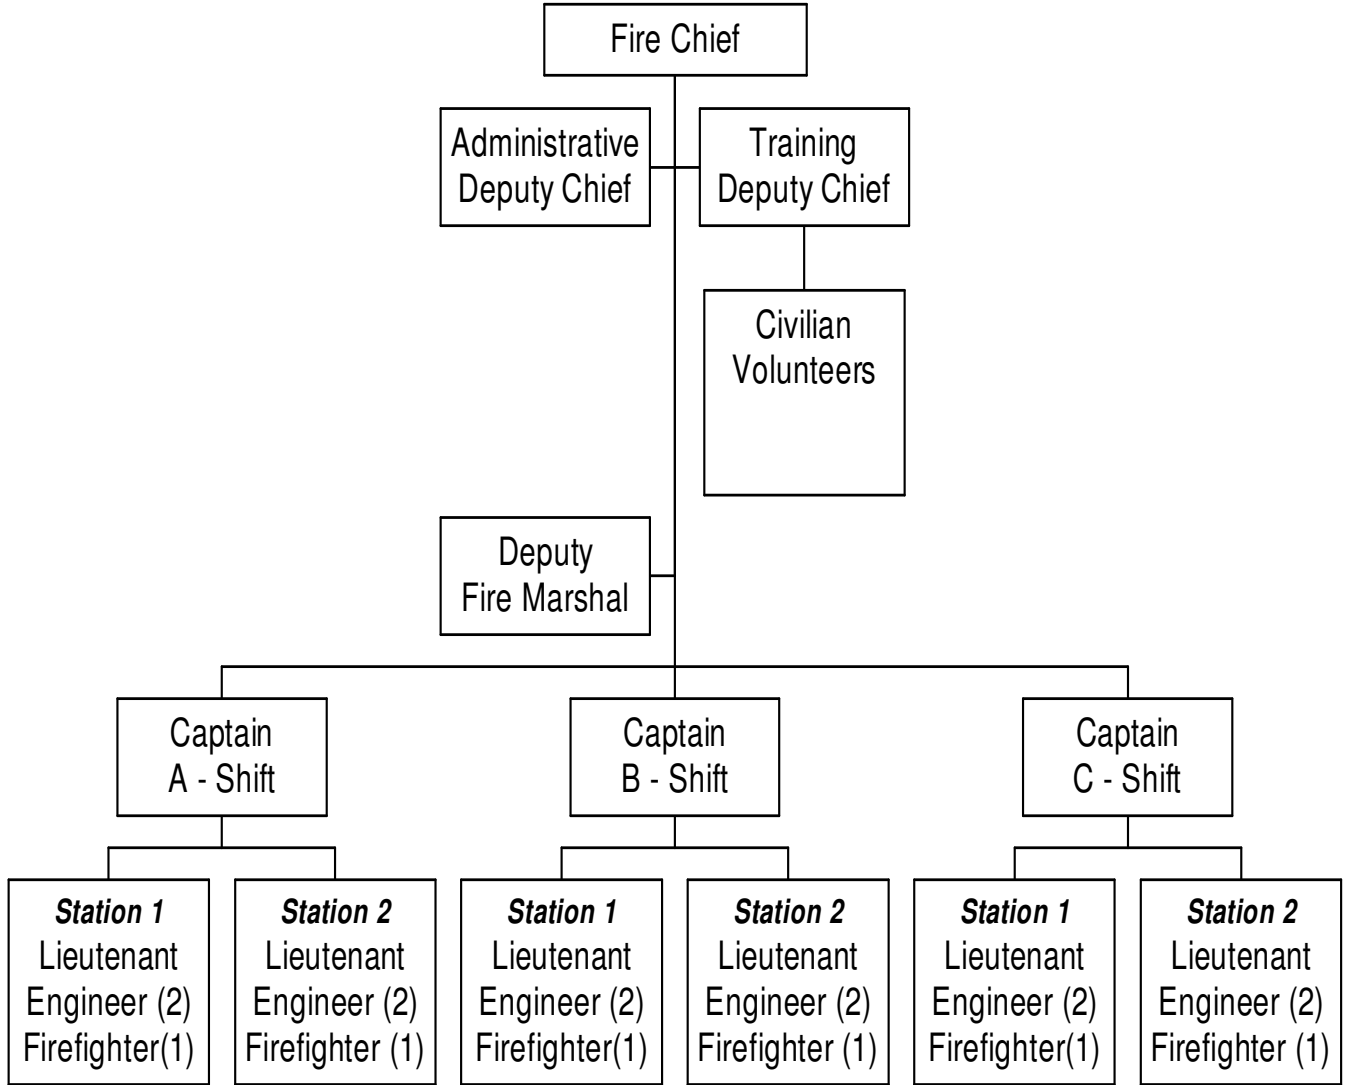 Fire Chief
Administrative
Deputy Chief
Training
Deputy Chief
Civilian
Volunteers
Deputy
Fire Marshal
Captain
A - Shift
Captain
B - Shift
Captain
C - Shift
Station 1
Lieutenant
Engineer (2)
Firefighter(1)
Station 2
Lieutenant
Engineer (2)
Firefighter (1)
Station 1
Lieutenant
Engineer (2)
Firefighter(1)
Station 2
Lieutenant
Engineer (2)
Firefighter (1)
Station 1
Lieutenant
Engineer (2)
Firefighter(1)
Station 2
Lieutenant
Engineer (2)
Firefighter (1)